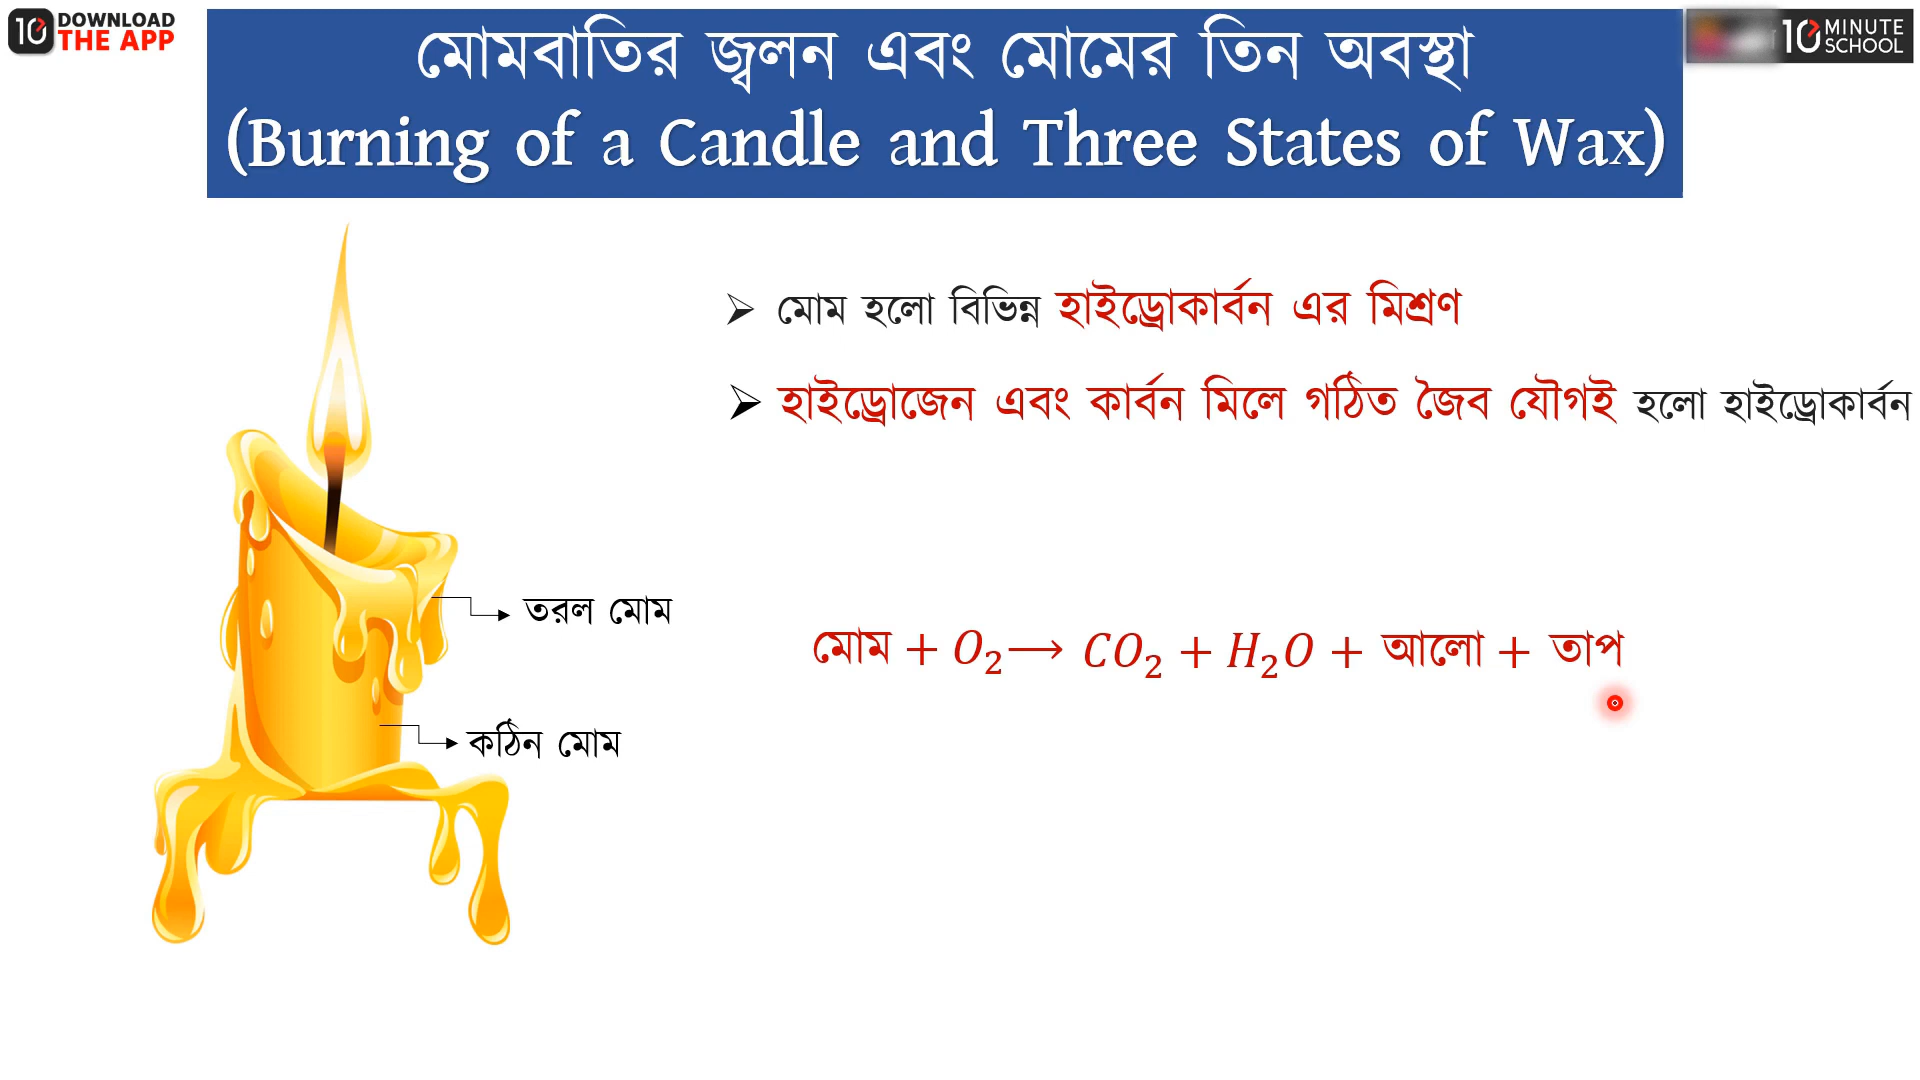 DOWNLOAD
THE APP
মোমবাতির জ্বলন এবং মোমের তিন অবস্থা
(Burning of a Candle and Three States of Wax)
10 MINUTE
SCHOOL
➢ মোম হলো বিভিন্ন হাইড্রোকার্বন এর মিশ্রণ
➢ হাইড্রোজেন এবং কার্বন মিলে গঠিত জৈব যৌগই হলো হাইড্রোকার্বন
তরল মোম
মোম + O₂ ⟶ CO₂ + H₂O + আলো + তাপ
কঠিন মোম